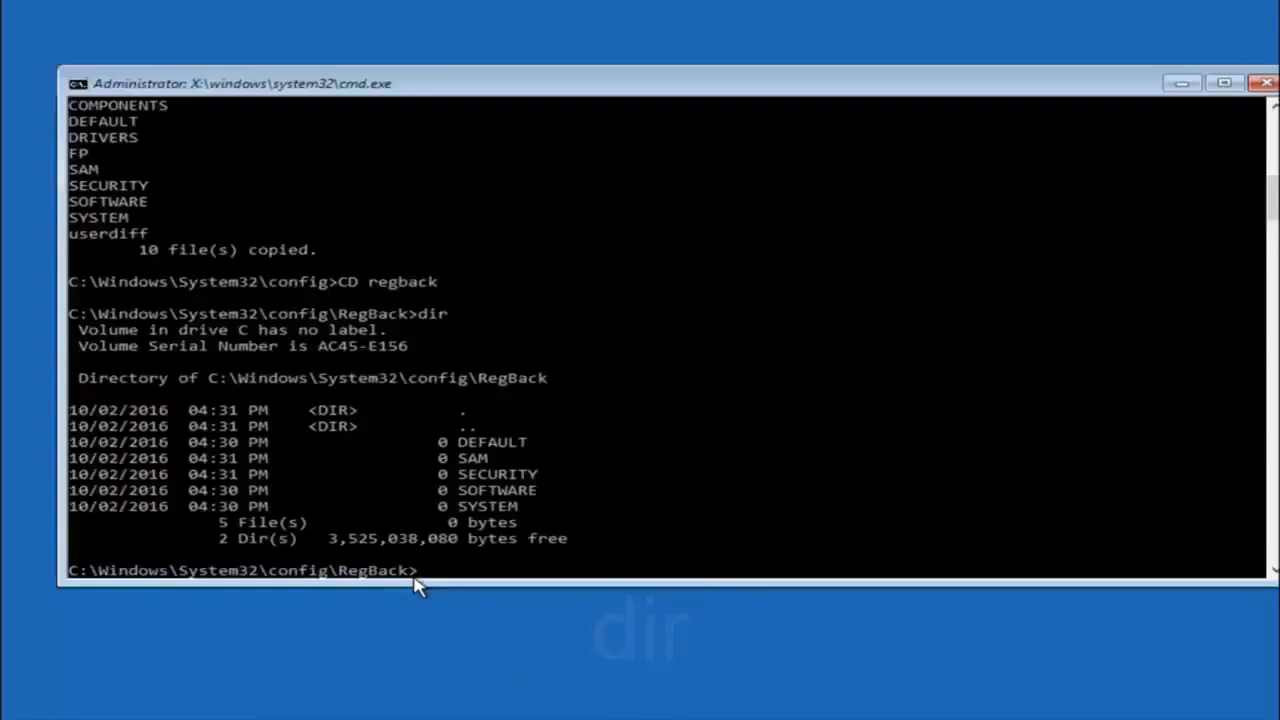 Administrator: X:\windows\system32\cmd.exe
COMPONENTS
DEFAULT
DRIVERS
FP
SAM
SECURITY
SOFTWARE
SYSTEM
userdiff
10 file(s) copied.
C:\Windows\System32\config>CD regback
C:\Windows\System32\config\RegBack>dir
Volume in drive C has no label.
Volume Serial Number is AC45-E156
Directory of C:\Windows\System32\config\RegBack
10/02/2016 04:31 PM <DIR> .
10/02/2016 04:31 PM <DIR> ..
10/02/2016 04:30 PM 0 DEFAULT
10/02/2016 04:31 PM 0 SAM
10/02/2016 04:31 PM 0 SECURITY
10/02/2016 04:30 PM 0 SOFTWARE
10/02/2016 04:30 PM 0 SYSTEM
5 File(s) 0 bytes
2 Dir(s) 3,525,038,080 bytes free
C:\Windows\System32\config\RegBack>
dir